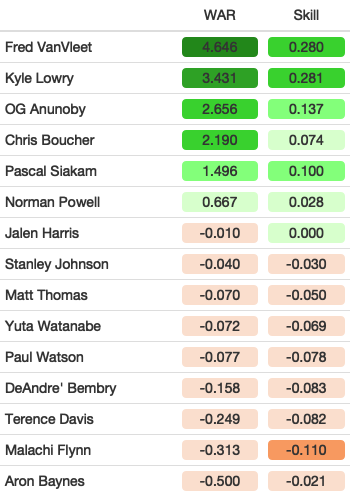 WAR Skill
Fred VanVleet 4.646 0.280
Kyle Lowry 3.431 0.281
OG Anunoby 2.656 0.137
Chris Boucher 2.190 0.074
Pascal Siakam 1.496 0.100
Norman Powell 0.667 0.028
Jalen Harris -0.010 0.000
Stanley Johnson -0.040 -0.030
Matt Thomas -0.070 -0.050
Yuta Watanabe -0.072 -0.069
Paul Watson -0.077 -0.078
DeAndre' Bembry -0.158 -0.083
Terence Davis -0.249 -0.082
Malachi Flynn -0.313 -0.110
Aron Baynes -0.500 -0.021